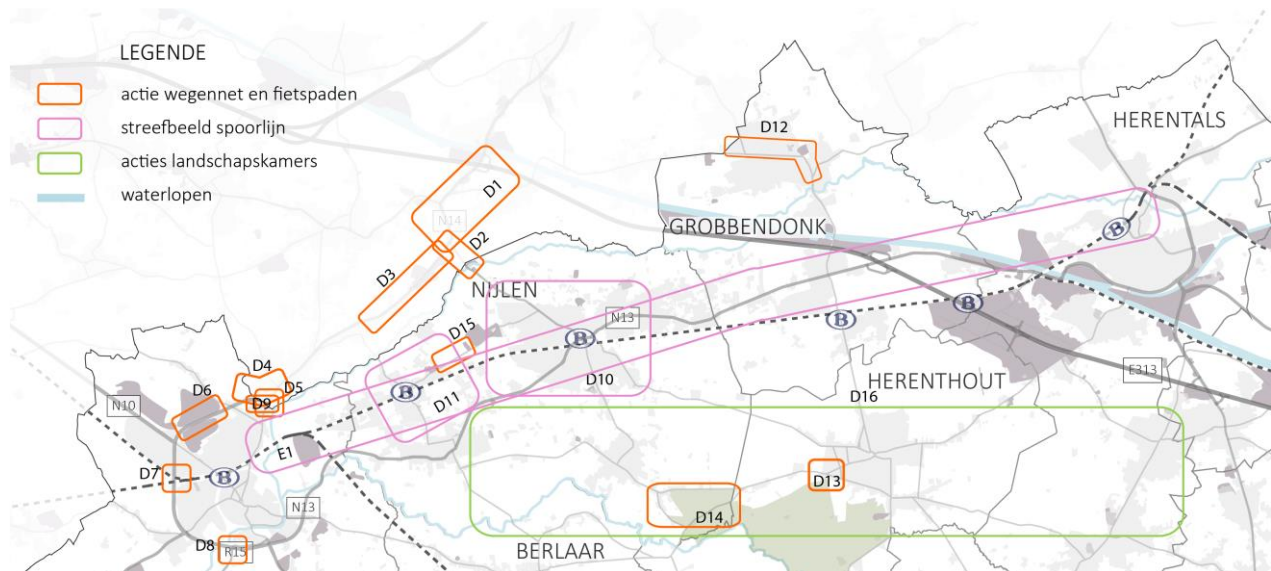 LEGENDE
actie wegennet en fietspaden
streefbeeld spoorlijn
acties landschapskamers
waterlopen
D12
HERENTALS
D1
N14
D2
GROBBENDONK
B
D3
NIJLEN
B
N13
B
D15
B
D4
D5
E313
D6
D10
HERENTHOUT
N10
D9
B
D11
D16
E1
D7
B
D13
N13
D14
D8
R15
BERLAAR